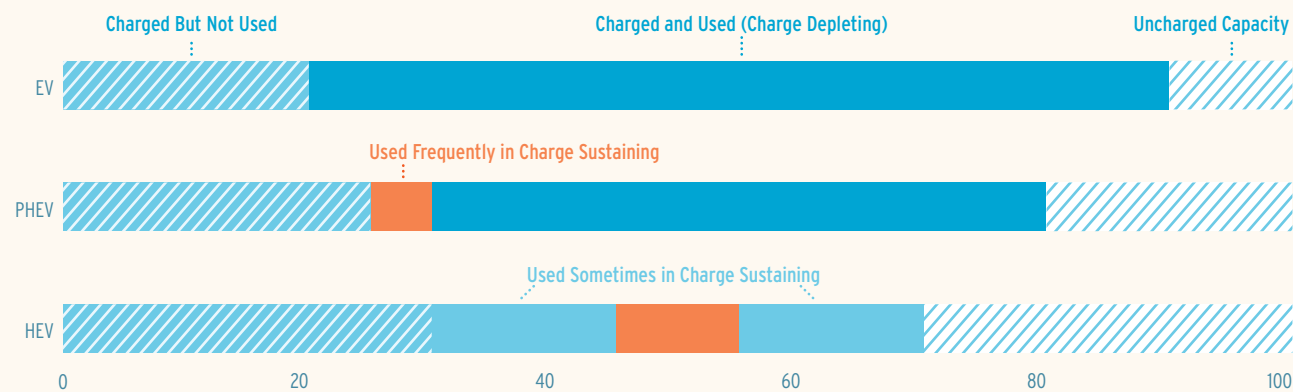 Charged But Not Used
Charged and Used (Charge Depleting)
Uncharged Capacity
EV
Used Frequently in Charge Sustaining
PHEV
Used Sometimes in Charge Sustaining
HEV
0 20 40 60 80 100